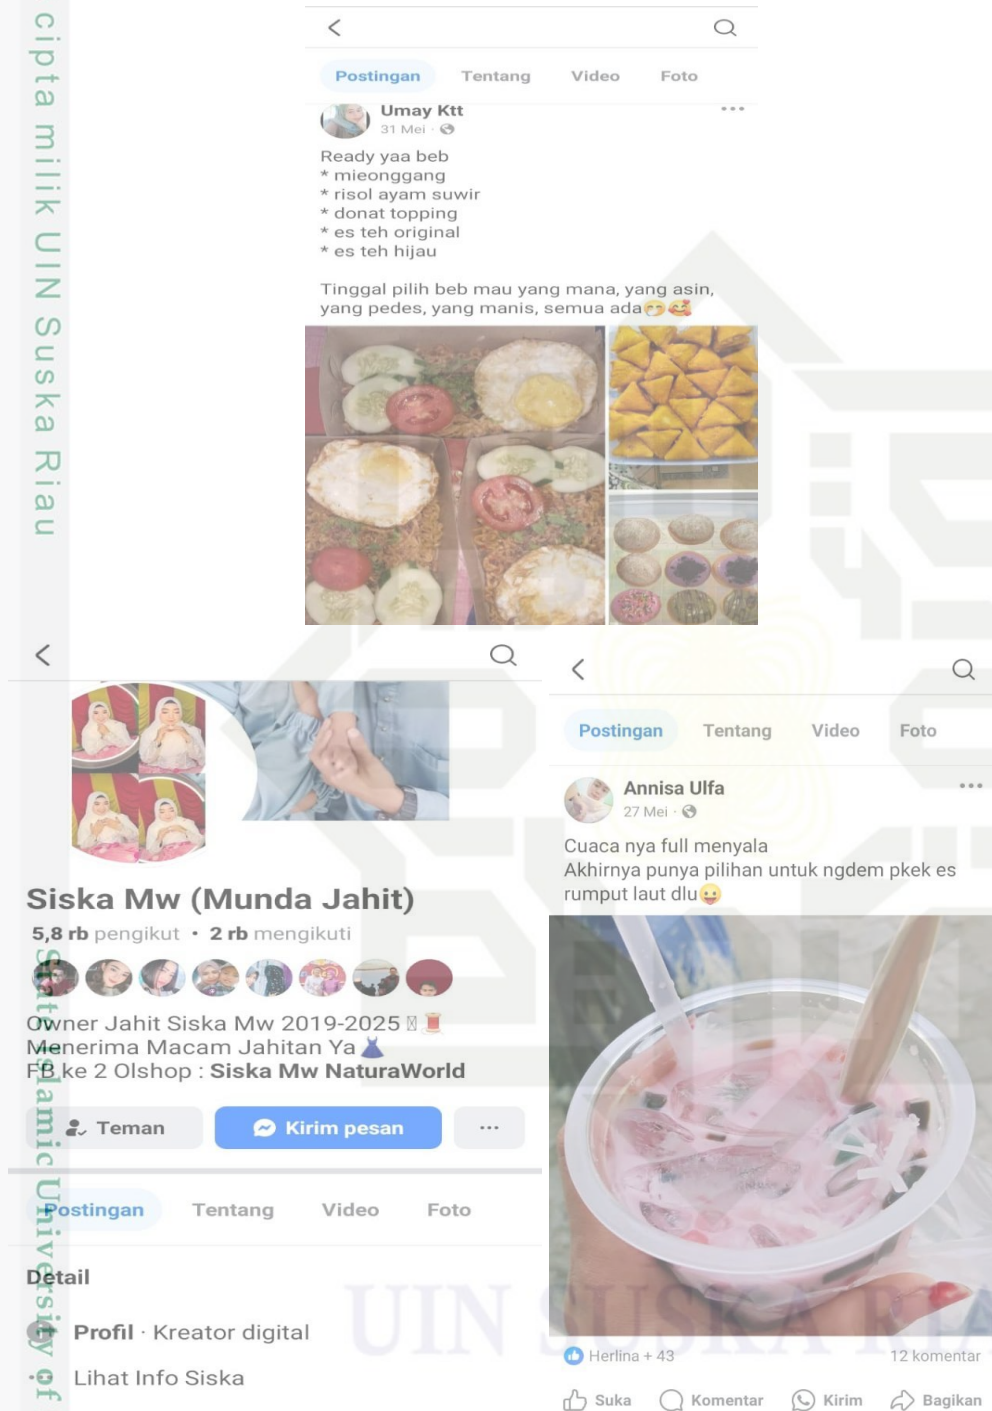 cipta milik UIN Suska Riau
State Islamic University of
Postingan Tentang Video Foto
Umay Ktt
31 Mei ·
Ready yaa beb
* mieonggang
* risol ayam suwir
* donat topping
* es teh original
* es teh hijau
Tinggal pilih beb mau yang mana, yang asin,
yang pedes, yang manis, semua ada🤭🥰
Siska Mw (Munda Jahit)
5,8 rb pengikut • 2 rb mengikuti
Owner Jahit Siska Mw 2019-2025 🧵
Menerima Macam Jahitan Ya👗
FB ke 2 Olshop : Siska Mw NaturaWorld
Teman Kirim pesan ...
Postingan Tentang Video Foto
Detail
Profil · Kreator digital
Lihat Info Siska
Postingan Tentang Video Foto
Annisa Ulfa
27 Mei ·
Cuaca nya full menyala
Akhirnya punya pilihan untuk ngdem pkek es
rumput laut dlu😛
Herlina + 43 12 komentar
Suka Komentar Kirim Bagikan
UIN SUSKA RIA